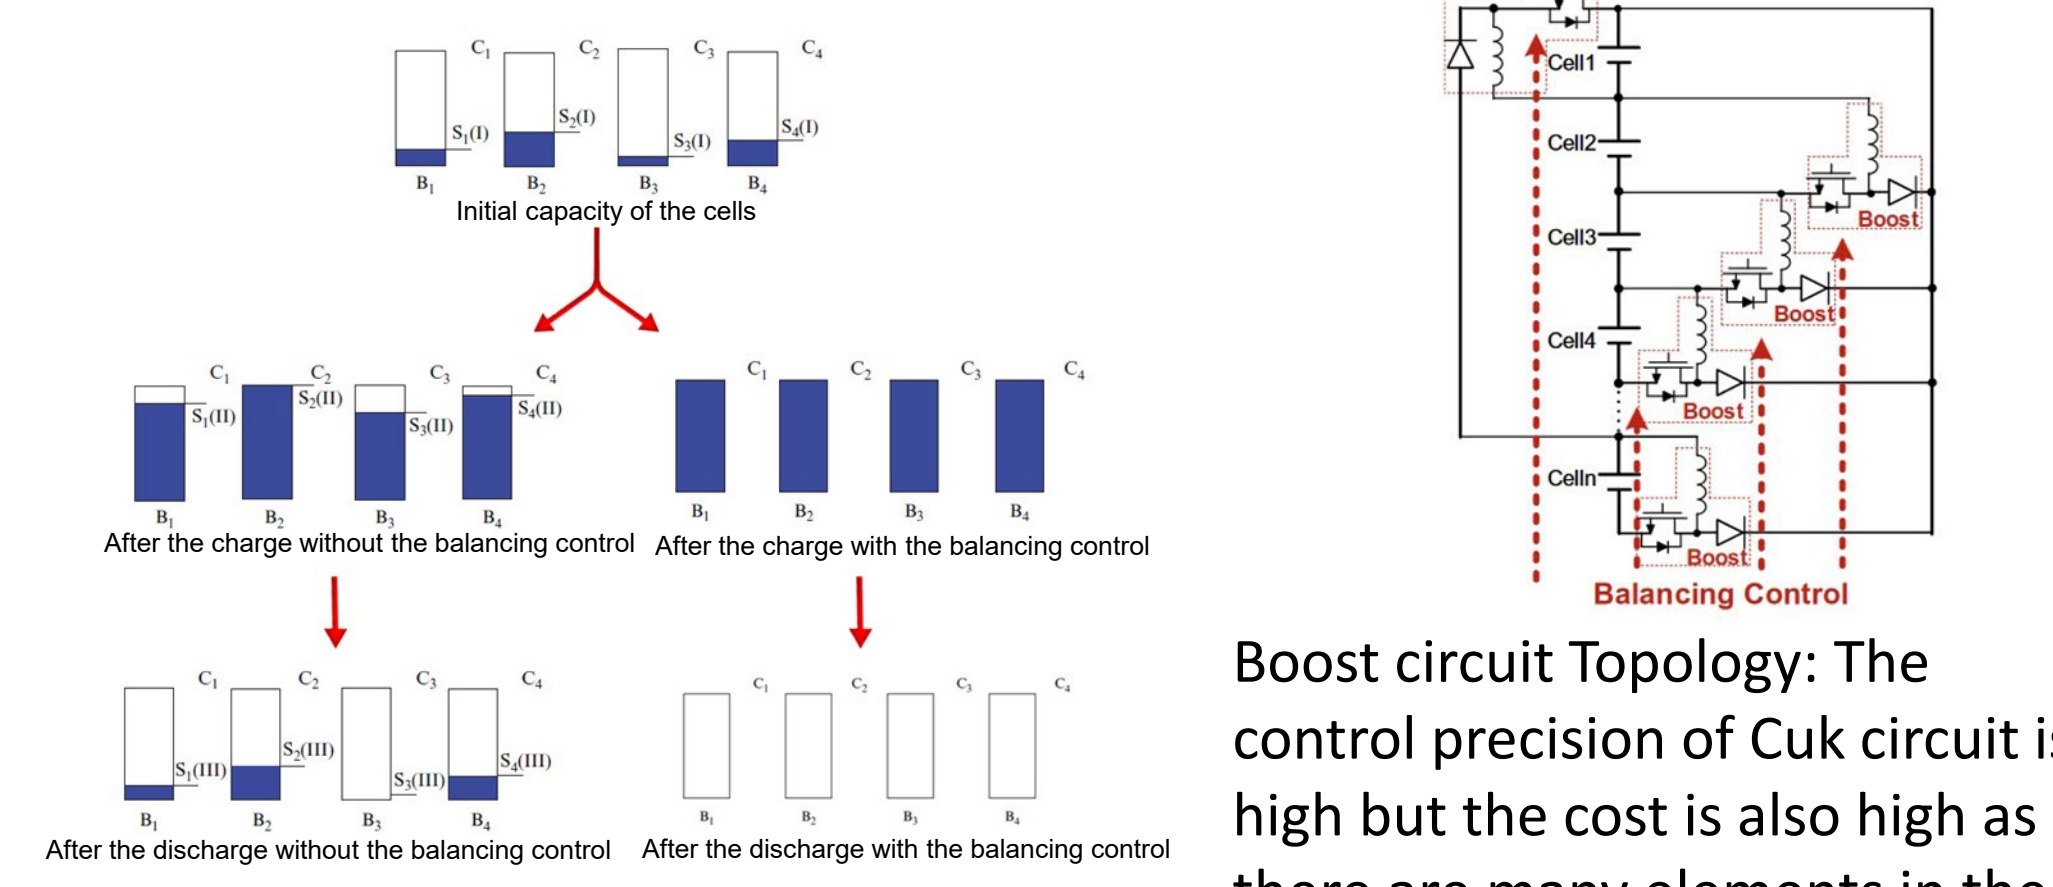 C1 C2 C3 C4
S1(I) S2(I) S3(I) S4(I)
B1 B2 B3 B4
Initial capacity of the cells
C1 C2 C3 C4
S1(II) S2(II) S3(II) S4(II)
B1 B2 B3 B4
After the charge without the balancing control
C1 C2 C3 C4
B1 B2 B3 B4
After the charge with the balancing control
C1 C2 C3 C4
S1(III) S2(III) S3(III) S4(III)
B1 B2 B3 B4
After the discharge without the balancing control
C1 C2 C3 C4
B1 B2 B3 B4
After the discharge with the balancing control
Cell1
Cell2
Boost
Cell3
Boost
Cell4
Boost
Celln
Boost
Balancing Control
Boost circuit Topology: The
control precision of Cuk circuit is
high but the cost is also high as
there are many elements in the